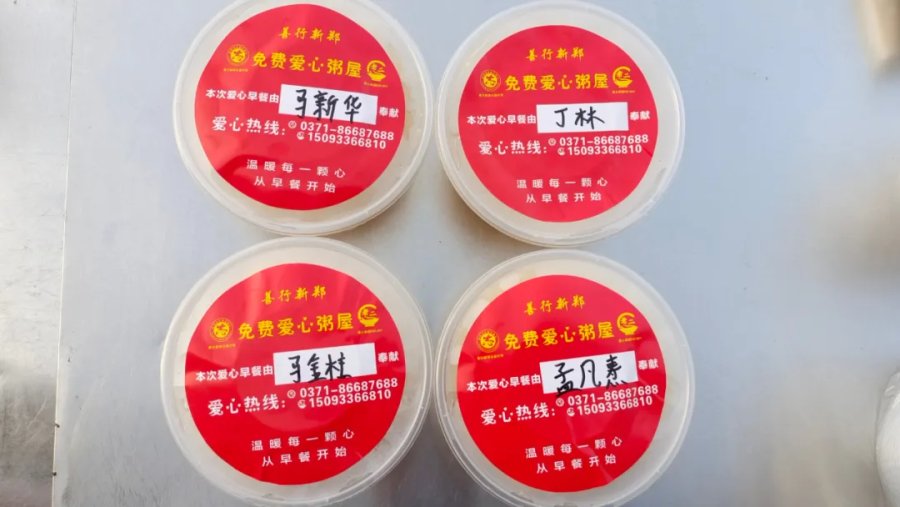 善行新郑
免费爱心粥屋
本次爱心早餐由 新华 奉献
爱心热线：0371-86687688
15093366810
温暖每一颗心
从早餐开始
善行新郑
免费爱心粥屋
本次爱心早餐由 丁林 奉献
爱心热线：0371-86687688
15093366810
温暖每一颗心
从早餐开始
善行新郑
免费爱心粥屋
本次爱心早餐由 桂 奉献
爱心热线：0371-86687688
15093366810
温暖每一颗心
从早餐开始
善行新郑
免费爱心粥屋
本次爱心早餐由 孟凡 奉献
爱心热线：0371-86687688
15093366810
温暖每一颗心
从早餐开始